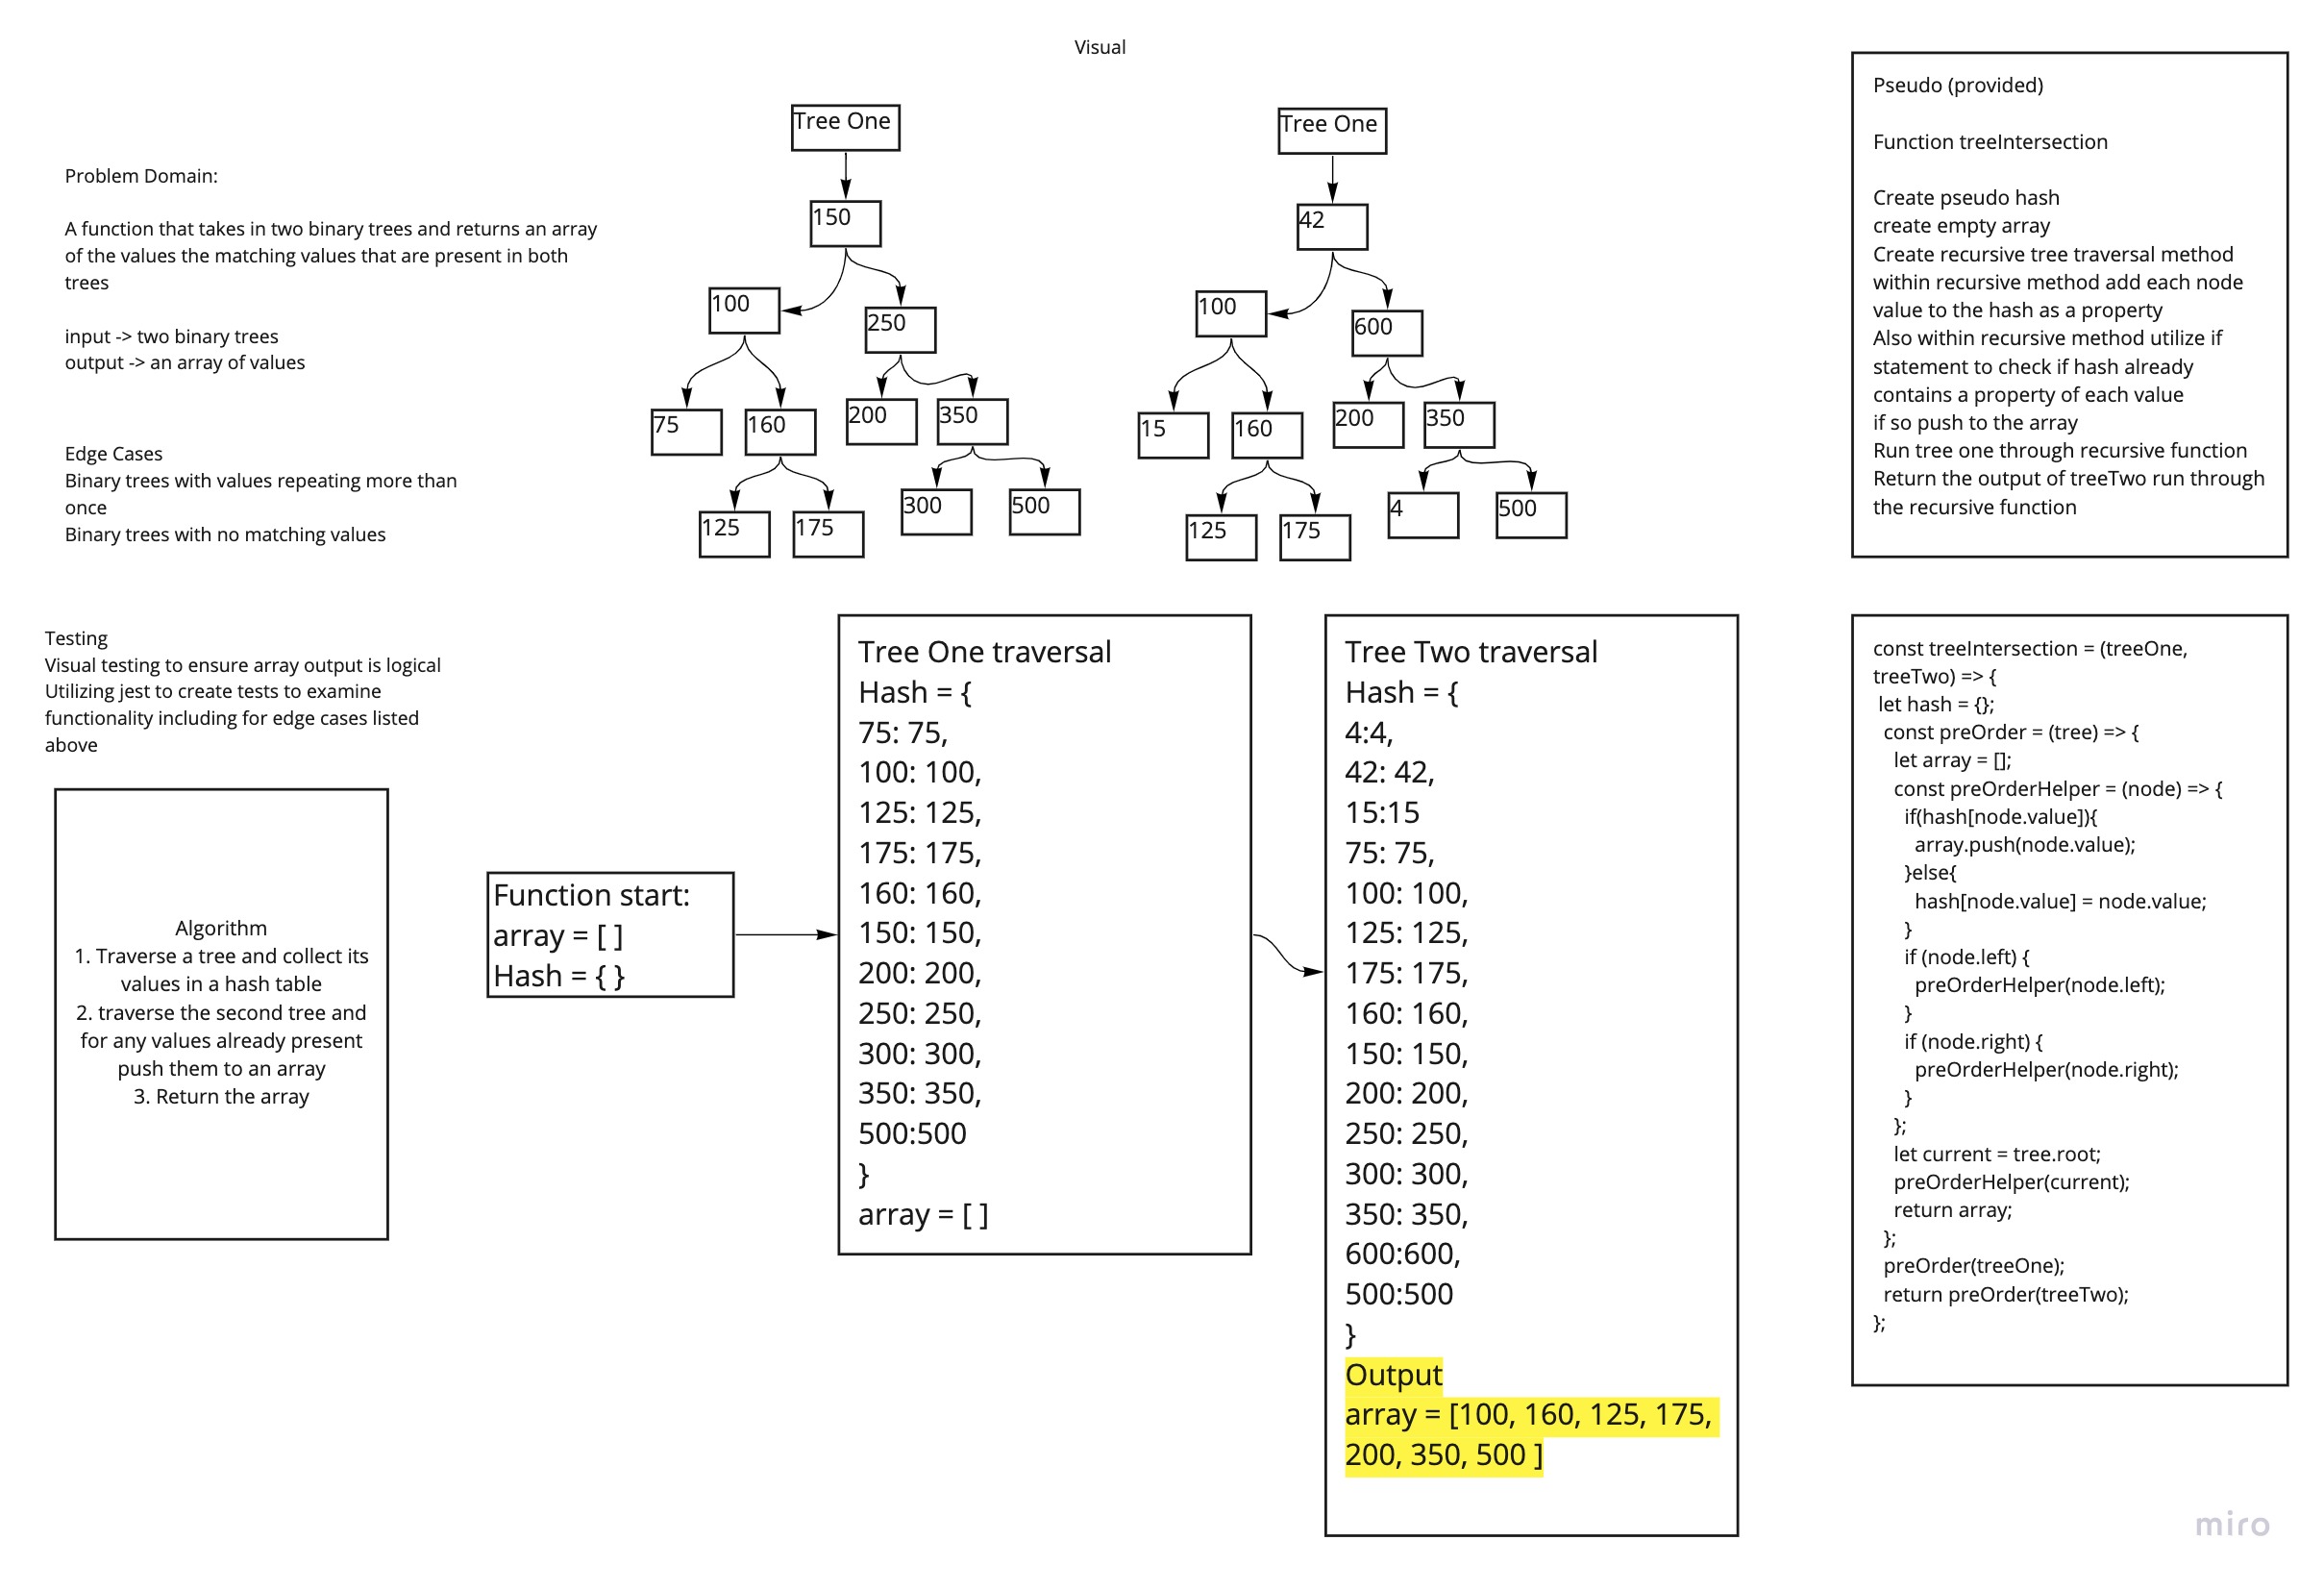 Visual
Problem Domain:
A function that takes in two binary trees and returns an array
of the values the matching values that are present in both
trees
input -> two binary trees
output -> an array of values
Edge Cases
Binary trees with values repeating more than
once
Binary trees with no matching values
Tree One
150
100
250
75
160
200
350
125
175
300
500
Tree One
42
100
600
15
160
200
350
125
175
4
500
Pseudo (provided)
Function treeIntersection
Create pseudo hash
create empty array
Create recursive tree traversal method
within recursive method add each node
value to the hash as a property
Also within recursive method utilize if
statement to check if hash already
contains a property of each value
if so push to the array
Run tree one through recursive function
Return the output of treeTwo run through
the recursive function
Testing
Visual testing to ensure array output is logical
Utilizing jest to create tests to examine
functionality including for edge cases listed
above
Algorithm
1. Traverse a tree and collect its
values in a hash table
2. traverse the second tree and
for any values already present
push them to an array
3. Return the array
Function start:
array = [ ]
Hash = { }
Tree One traversal
Hash = {
75: 75,
100: 100,
125: 125,
175: 175,
160: 160,
150: 150,
200: 200,
250: 250,
300: 300,
350: 350,
500:500
}
array = [ ]
Tree Two traversal
Hash = {
4:4,
42: 42,
15:15
75: 75,
100: 100,
125: 125,
175: 175,
160: 160,
150: 150,
200: 200,
250: 250,
300: 300,
350: 350,
600:600,
500:500
}
Output
array = [100, 160, 125, 175,
200, 350, 500 ]
const treeIntersection = (treeOne,
treeTwo) => {
let hash = {};
const preOrder = (tree) => {
let array = [];
const preOrderHelper = (node) => {
if(hash[node.value]){
array.push(node.value);
}else{
hash[node.value] = node.value;
}
if (node.left) {
preOrderHelper(node.left);
}
if (node.right) {
preOrderHelper(node.right);
}
};
let current = tree.root;
preOrderHelper(current);
return array;
};
preOrder(treeOne);
return preOrder(treeTwo);
};
miro